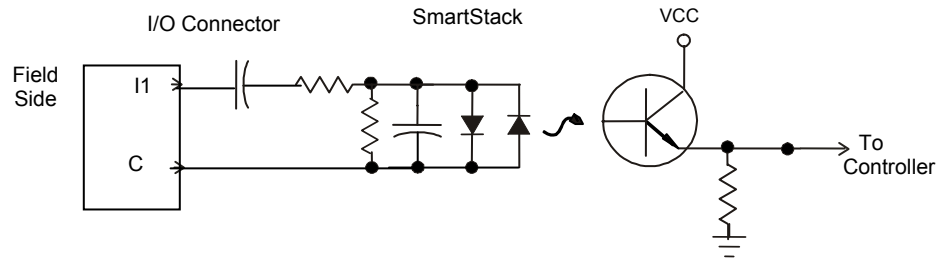 I/O Connector
SmartStack
VCC
Field
Side
I1
C
To
Controller